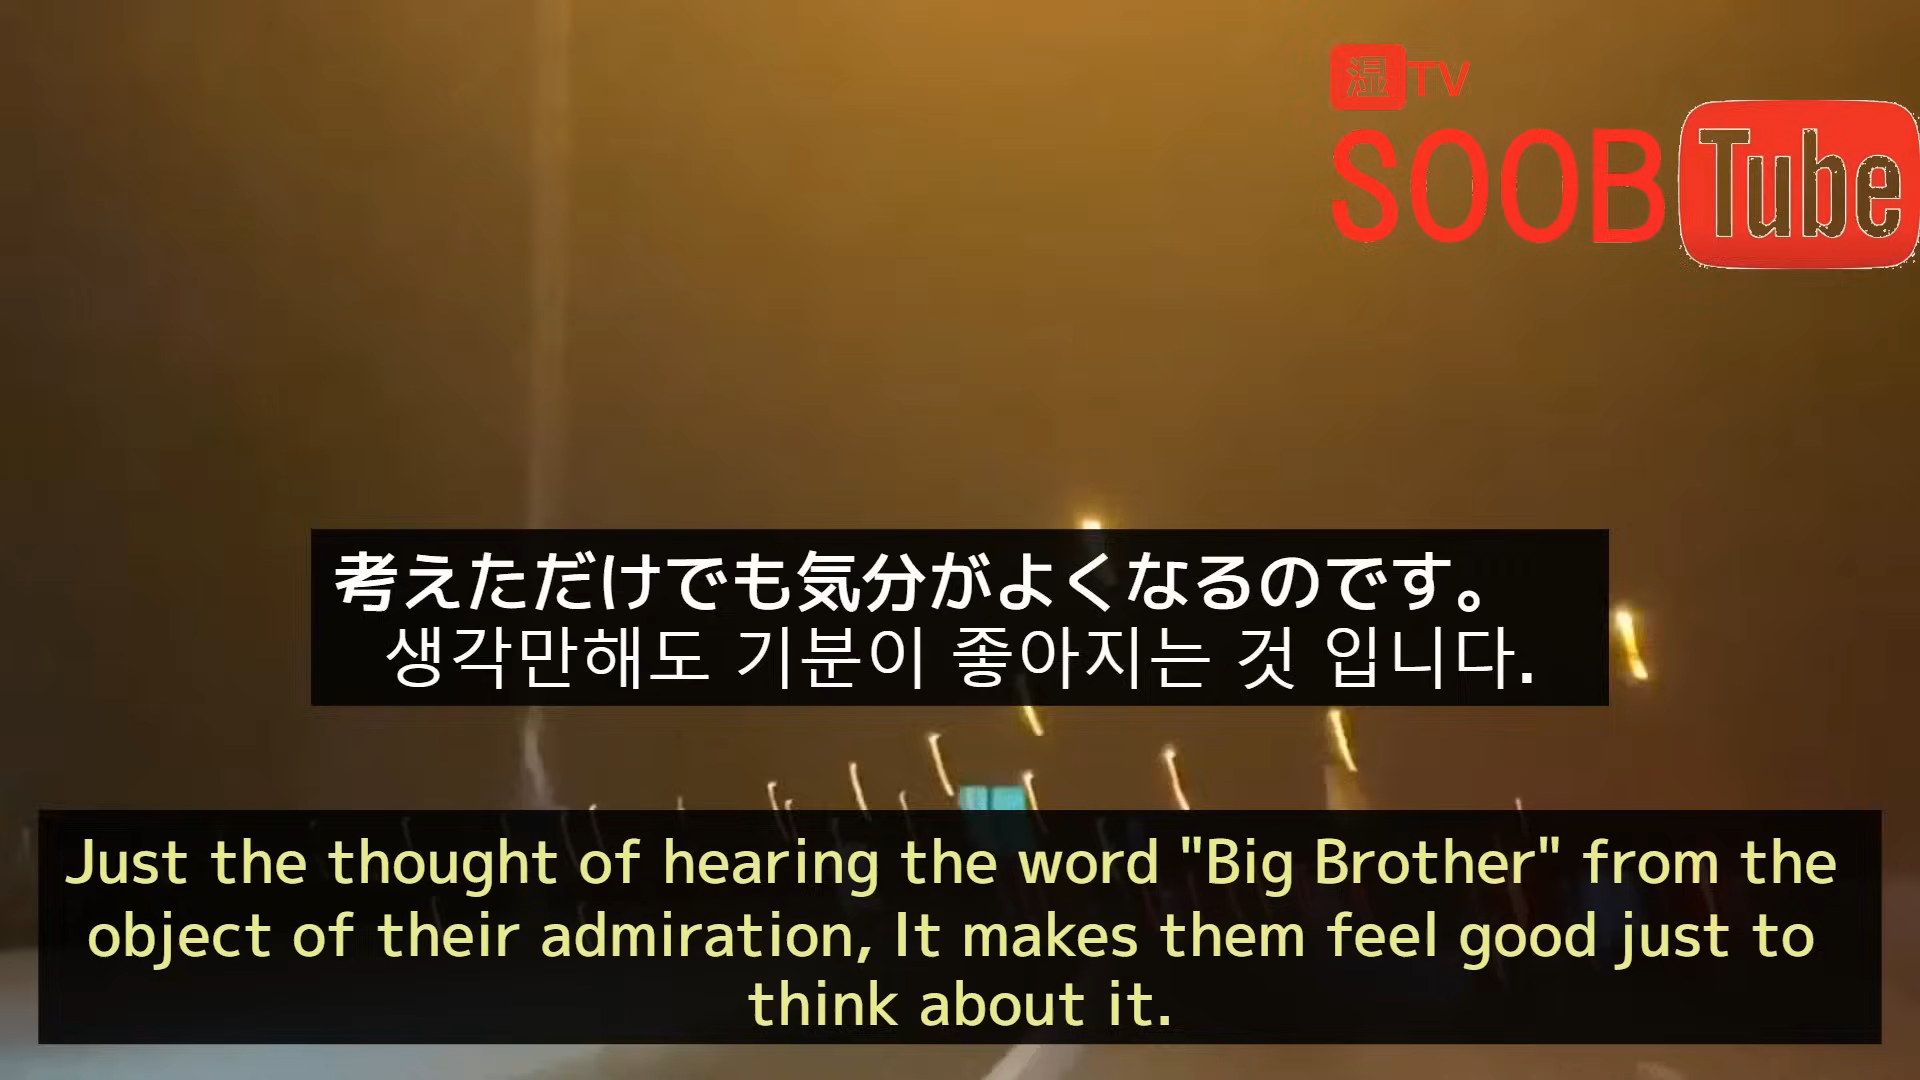 湿TV
SOOBTube
考えただけでも気分がよくなるのです。
생각만해도 기분이 좋아지는 것 입니다.
Just the thought of hearing the word "Big Brother" from the
object of their admiration, It makes them feel good just to
think about it.